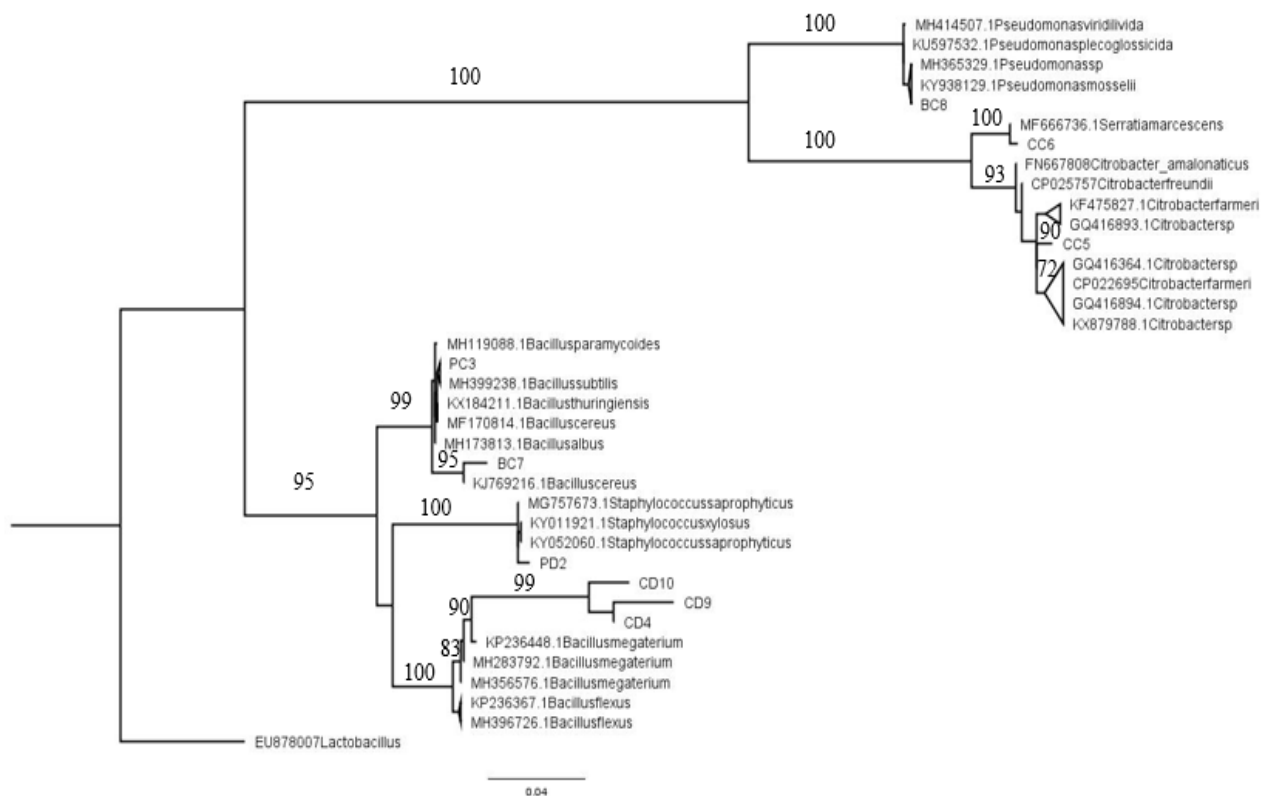 100
MH414507.1Pseudomonasviridilivida
KU597532.1Pseudomonasplecoglossicida
MH365329.1Pseudomonassp
100
KY938129.1Pseudomonasmosselii
BC8
100
MF666736.1Serratiamarcescens
100
CC6
FN667808Citrobacter_amalonaticus
93
CP025757Citrobacterfreundii
KF475827.1Citrobacterfarmeri
GQ416893.1Citrobactersp
90
CC5
GQ416364.1Citrobactersp
72
CP022695Citrobacterfarmeri
GQ416894.1Citrobactersp
KX879788.1Citrobactersp
MH119088.1Bacillusparamycoides
PC3
MH399238.1Bacillussubtilis
99
KX184211.1Bacillusthuringiensis
MF170814.1Bacilluscereus
MH173813.1Bacillusalbus
95
BC7
95
KJ769216.1Bacilluscereus
MG757673.1Staphylococcussaprophyticus
100
KY011921.1Staphylococcusxylosus
KY052060.1Staphylococcussaprophyticus
PD2
99
CD10
90
CD9
CD4
83
KP236448.1Bacillusmegaterium
MH283792.1Bacillusmegaterium
100
MH356576.1Bacillusmegaterium
KP236367.1Bacillusflexus
MH396726.1Bacillusflexus
EU878007Lactobacillus
0.04